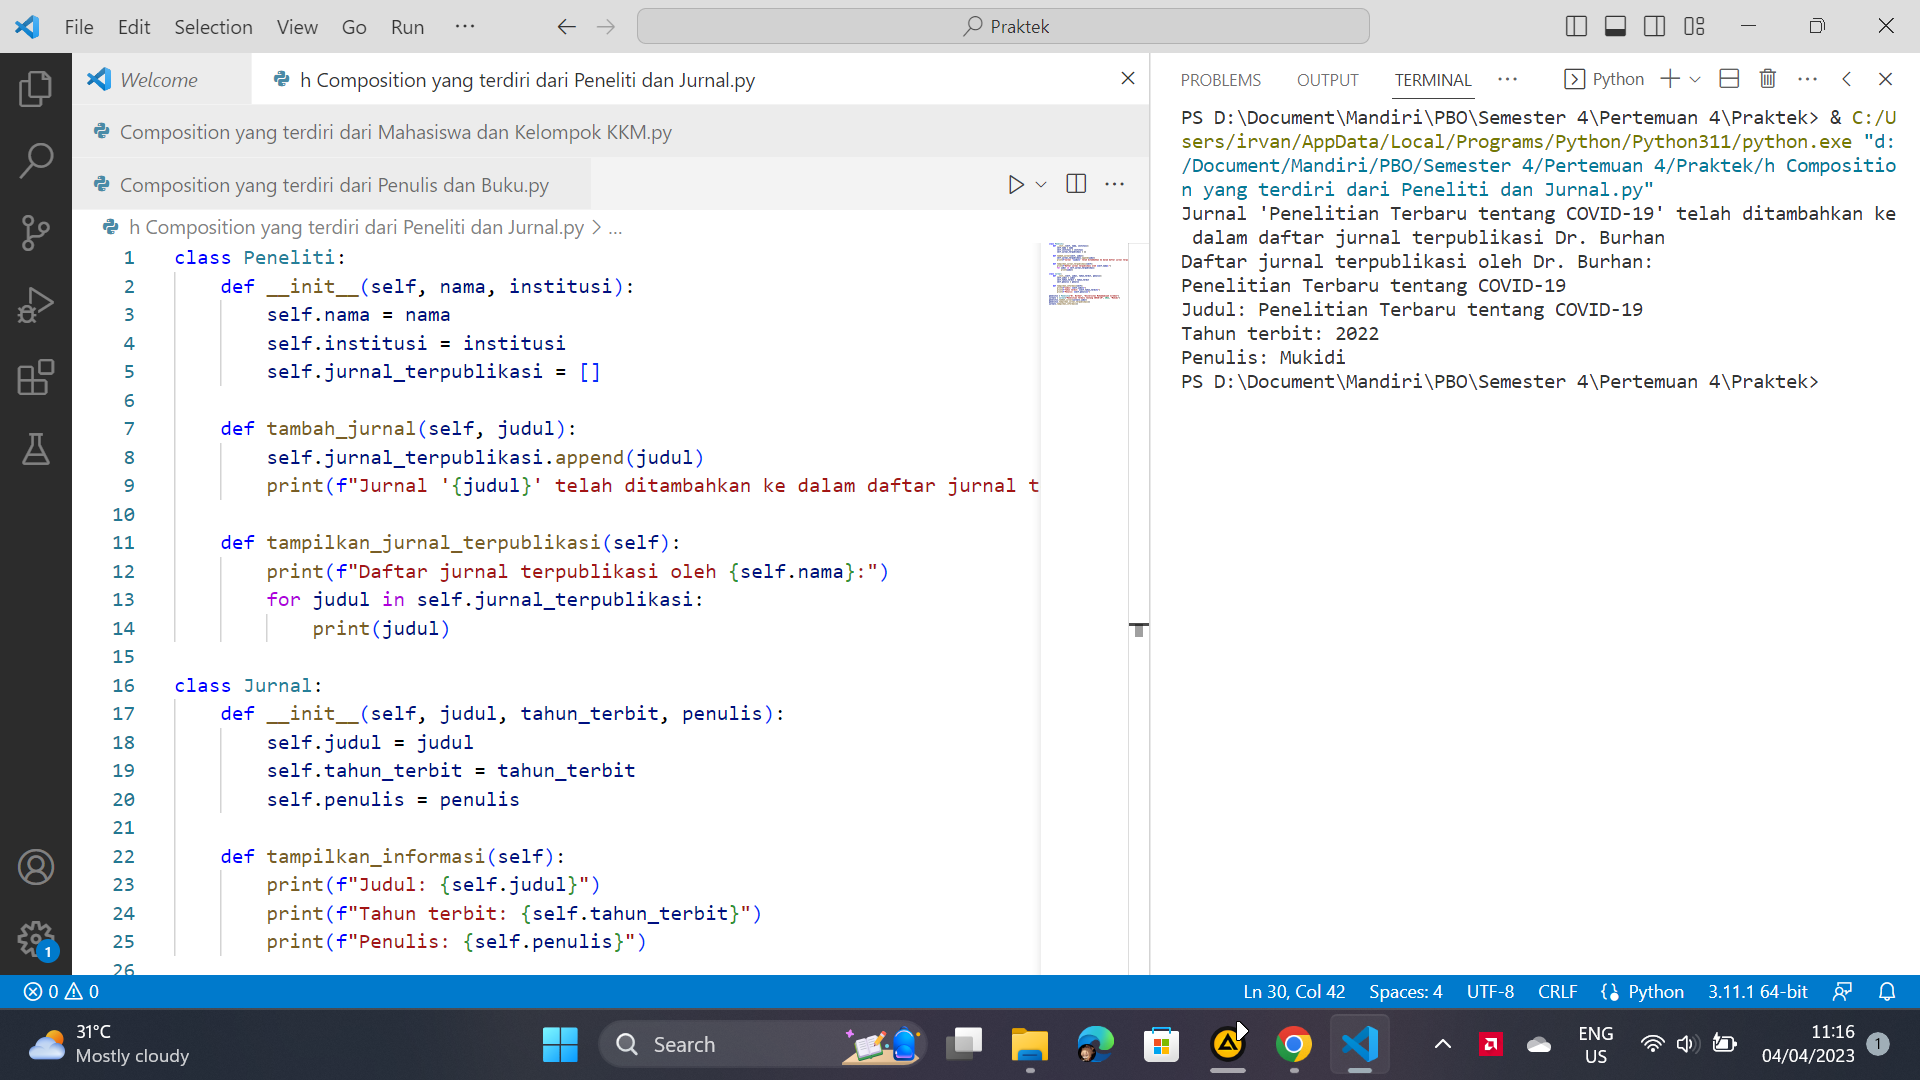 File Edit Selection View Go Run ···
Praktek
Welcome
h Composition yang terdiri dari Peneliti dan Jurnal.py
Composition yang terdiri dari Mahasiswa dan Kelompok KKM.py
Composition yang terdiri dari Penulis dan Buku.py
h Composition yang terdiri dari Peneliti dan Jurnal.py > ...
1 class Peneliti:
2     def __init__(self, nama, institusi):
3         self.nama = nama
4         self.institusi = institusi
5         self.jurnal_terpublikasi = []
6
7     def tambah_jurnal(self, judul):
8         self.jurnal_terpublikasi.append(judul)
9         print(f"Jurnal '{judul}' telah ditambahkan ke dalam daftar jurnal t
10
11     def tampilkan_jurnal_terpublikasi(self):
12         print(f"Daftar jurnal terpublikasi oleh {self.nama}:")
13         for judul in self.jurnal_terpublikasi:
14             print(judul)
15
16 class Jurnal:
17     def __init__(self, judul, tahun_terbit, penulis):
18         self.judul = judul
19         self.tahun_terbit = tahun_terbit
20         self.penulis = penulis
21
22     def tampilkan_informasi(self):
23         print(f"Judul: {self.judul}")
24         print(f"Tahun terbit: {self.tahun_terbit}")
25         print(f"Penulis: {self.penulis}")
26
PROBLEMS OUTPUT TERMINAL ··· Python
PS D:\Document\Mandiri\PBO\Semester 4\Pertemuan 4\Praktek> & C:/U
sers/irvan/AppData/Local/Programs/Python/Python311/python.exe "d:
/Document/Mandiri/PBO/Semester 4/Pertemuan 4/Praktek/h Compositio
n yang terdiri dari Peneliti dan Jurnal.py"
Jurnal 'Penelitian Terbaru tentang COVID-19' telah ditambahkan ke
 dalam daftar jurnal terpublikasi Dr. Burhan
Daftar jurnal terpublikasi oleh Dr. Burhan:
Penelitian Terbaru tentang COVID-19
Judul: Penelitian Terbaru tentang COVID-19
Tahun terbit: 2022
Penulis: Mukidi
PS D:\Document\Mandiri\PBO\Semester 4\Pertemuan 4\Praktek>
1
0 0
Ln 30, Col 42 Spaces: 4 UTF-8 CRLF Python 3.11.1 64-bit
31°C
Mostly cloudy
Search
ENG
US
11:16
04/04/2023
1